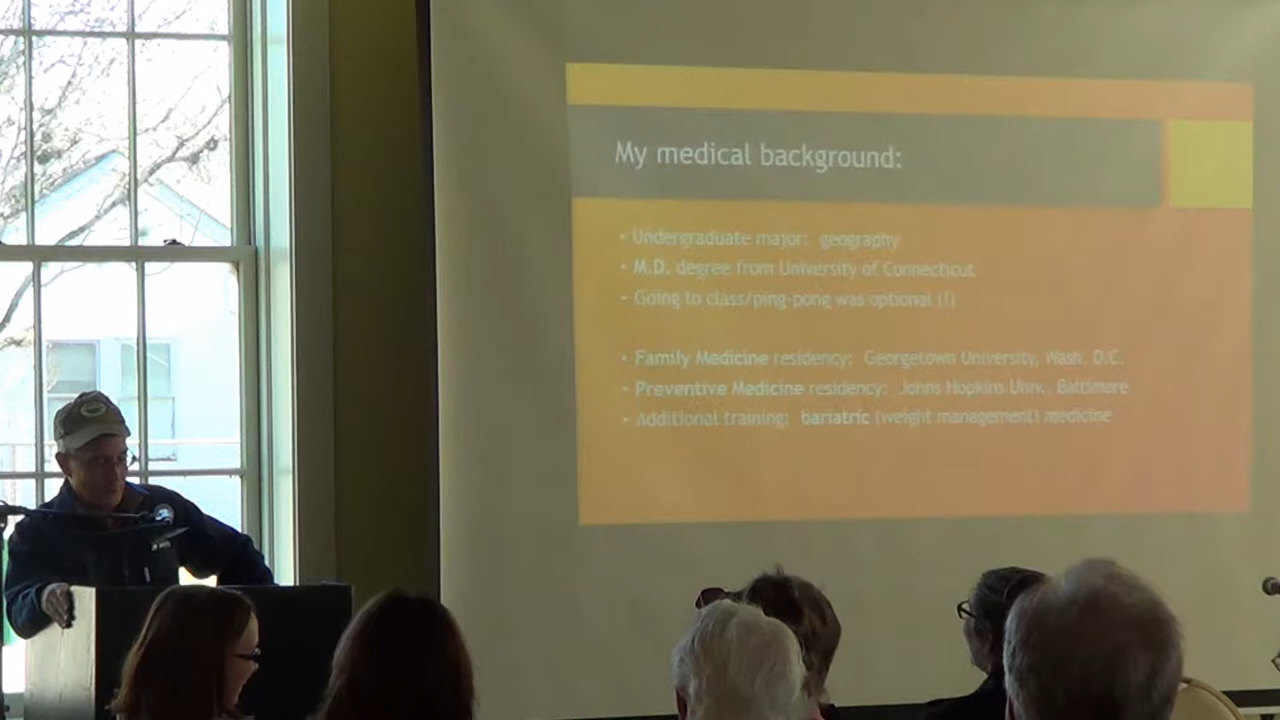 My medical background:
• Undergraduate major: geography
• M.D. degree from University of Connecticut
• Going to class/ping-pong was optional (!)
• Family Medicine residency: Georgetown University, Wash. D.C.
• Preventive Medicine residency: Johns Hopkins Univ., Baltimore
• Additional training: bariatric (weight management) medicine